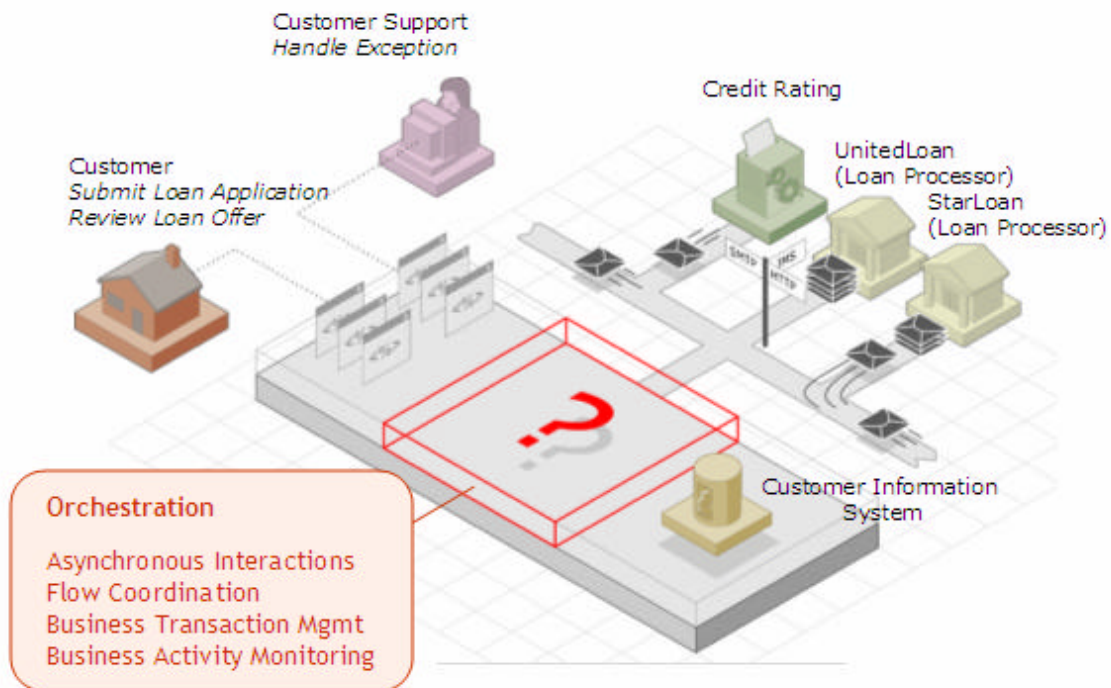 Customer Support
Handle Exception
Credit Rating
Customer
Submit Loan Application
Review Loan Offer
UnitedLoan
(Loan Processor)
StarLoan
(Loan Processor)
SMTP
JMS
HTTP
?
Customer Information
System
Orchestration
Asynchronous Interactions
Flow Coordination
Business Transaction Mgmt
Business Activity Monitoring